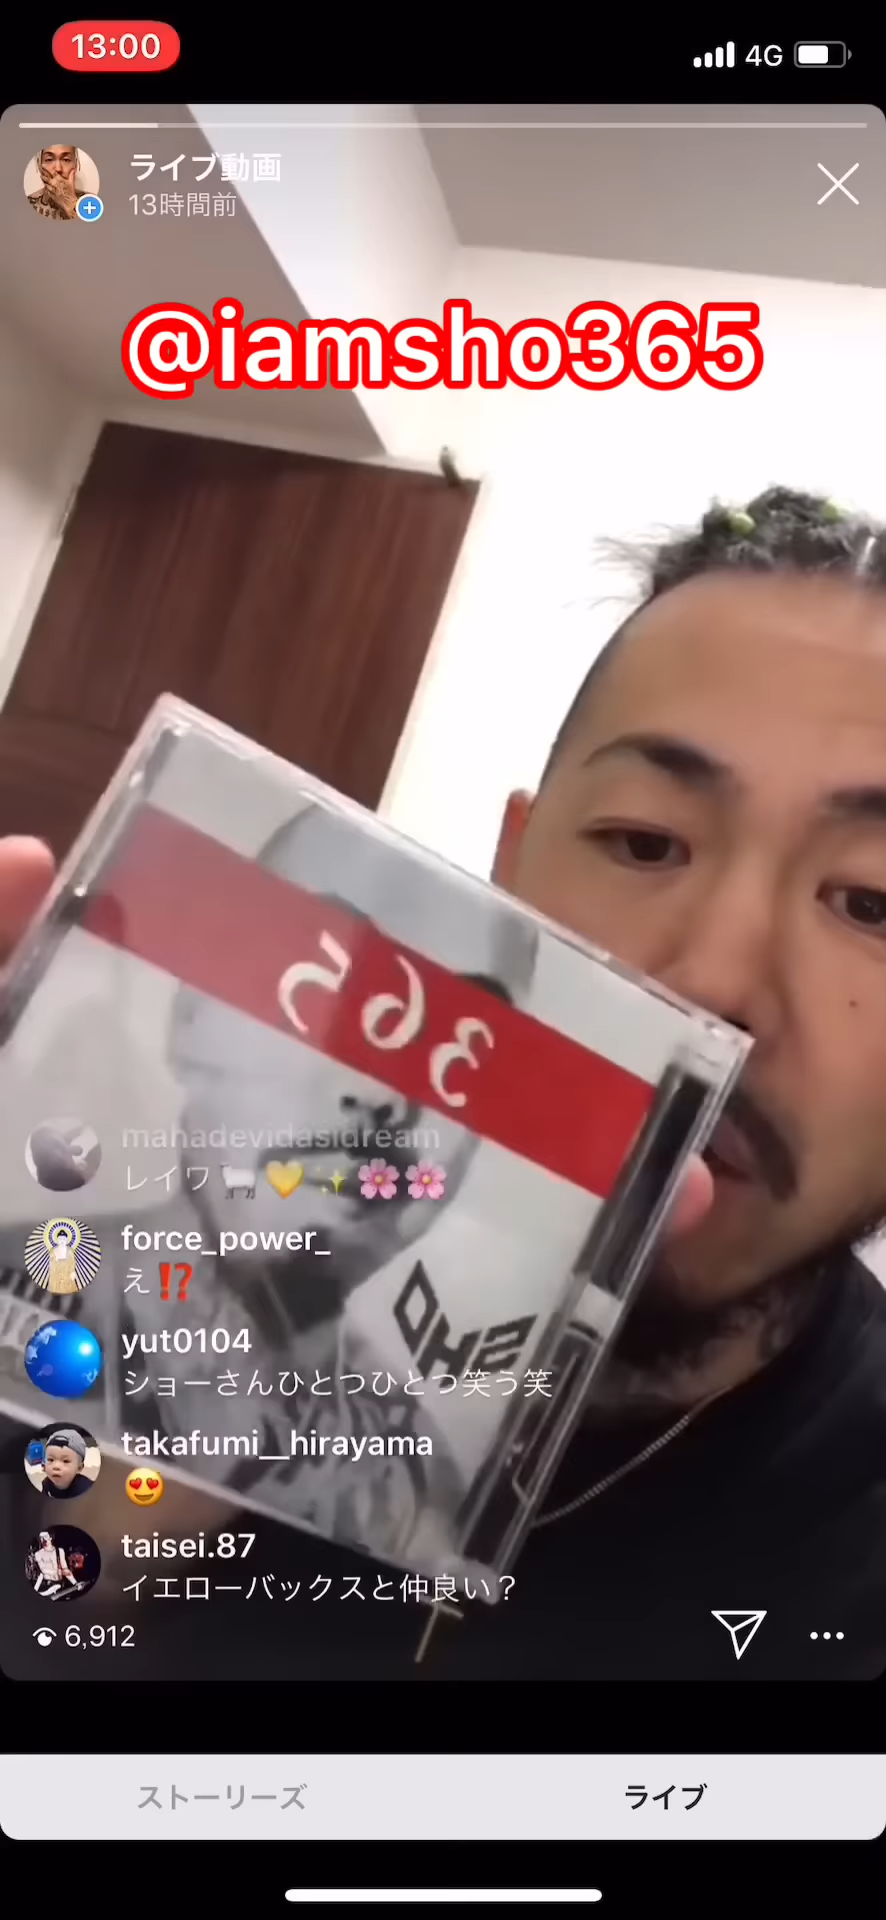 13:00
4G
ライブ動画
13時間前
@iamsho365
365
SHO
mahadevidasidream
レイワ🐑💛✨🌸🌸
force_power_
え⁉️
yut0104
ショーさんひとつひとつ笑う笑
takafumi__hirayama
😍
taisei.87
イエローバックスと仲良い？
6,912
ストーリーズ
ライブ